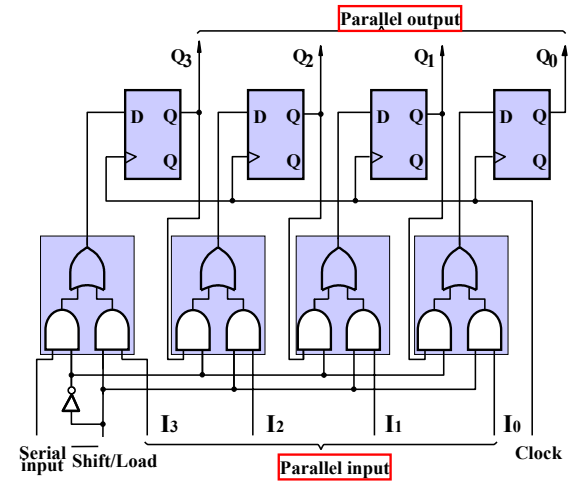 Parallel output
Q3 Q2 Q1 Q0
D Q D Q D Q D Q
Q Q Q Q
I3 I2 I1 I0
Serial input
Shift/Load
Clock
Parallel input